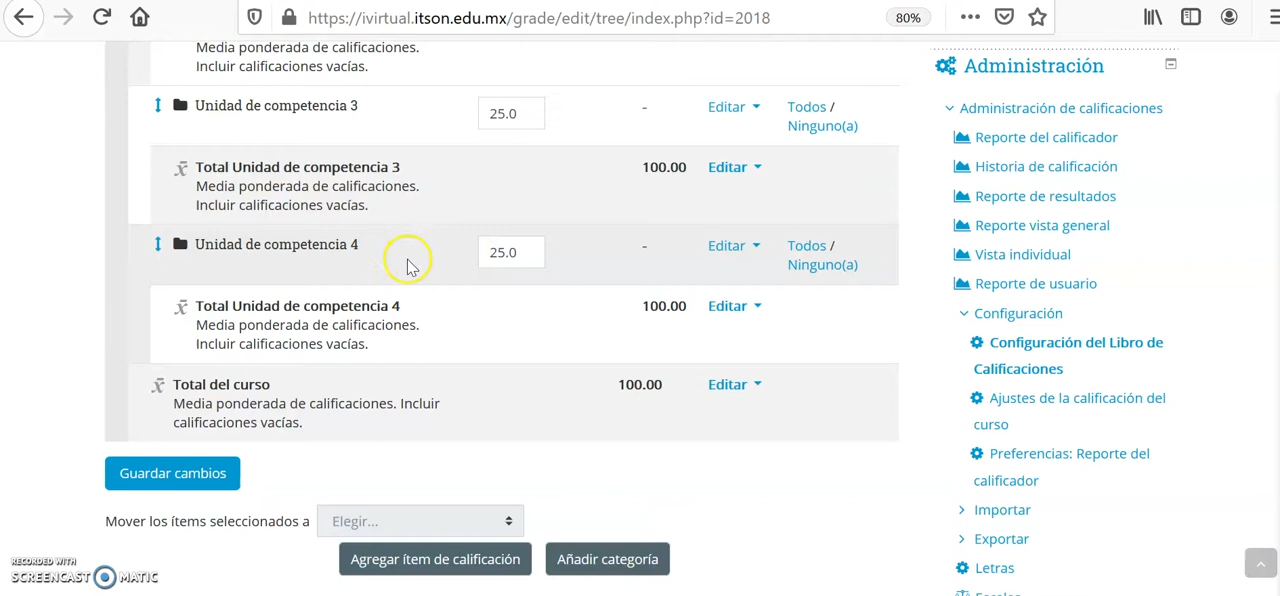 https://ivirtual.itson.edu.mx/grade/edit/tree/index.php?id=2018
80%
Media ponderada de calificaciones.
Incluir calificaciones vacías.
Unidad de competencia 3
25.0
-
Editar
Todos /
Ninguno(a)
Total Unidad de competencia 3
Media ponderada de calificaciones.
Incluir calificaciones vacías.
100.00
Editar
Unidad de competencia 4
25.0
-
Editar
Todos /
Ninguno(a)
Total Unidad de competencia 4
Media ponderada de calificaciones.
Incluir calificaciones vacías.
100.00
Editar
Total del curso
Media ponderada de calificaciones. Incluir
calificaciones vacías.
100.00
Editar
Guardar cambios
Mover los ítems seleccionados a
Elegir...
Agregar ítem de calificación
Añadir categoría
Administración
Administración de calificaciones
Reporte del calificador
Historia de calificación
Reporte de resultados
Reporte vista general
Vista individual
Reporte de usuario
Configuración
Configuración del Libro de
Calificaciones
Ajustes de la calificación del
curso
Preferencias: Reporte del
calificador
Importar
Exportar
Letras
Escalas
RECORDED WITH
SCREENCAST MATIC